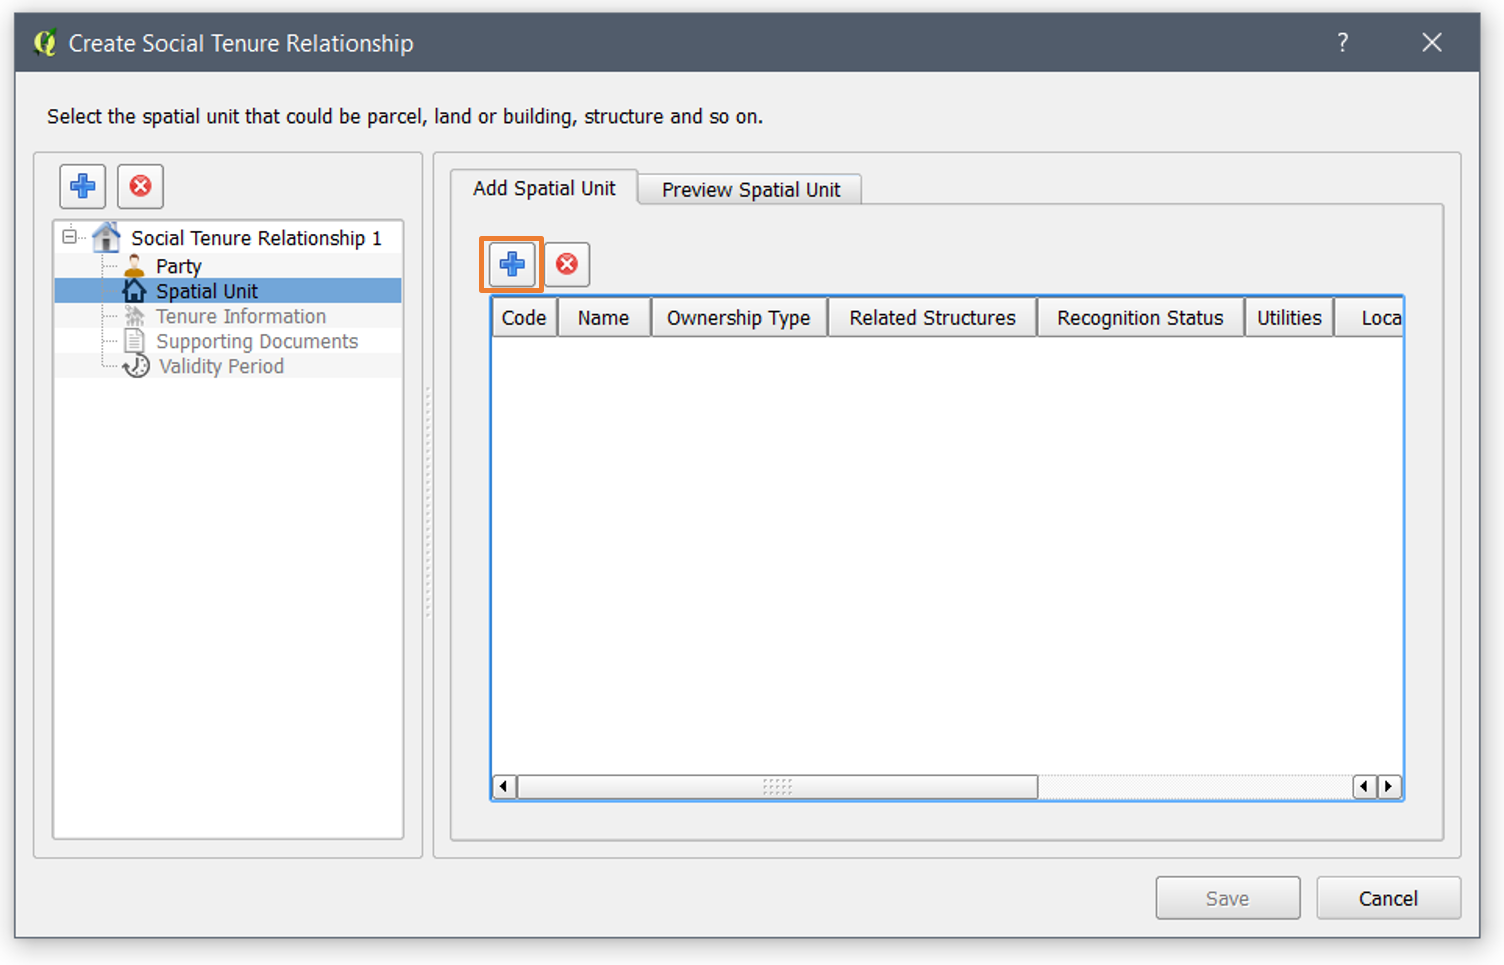 Create Social Tenure Relationship
?
Select the spatial unit that could be parcel, land or building, structure and so on.
Social Tenure Relationship 1
Party
Spatial Unit
Tenure Information
Supporting Documents
Validity Period
Add Spatial Unit Preview Spatial Unit
Code Name Ownership Type Related Structures Recognition Status Utilities Loca
Save Cancel